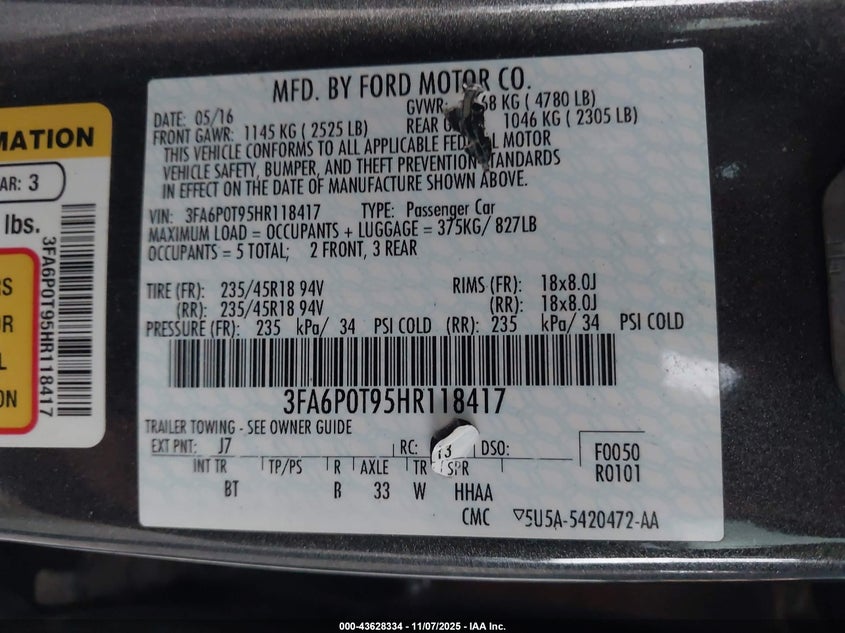 MFD. BY FORD MOTOR CO.
DATE: 05/16
GVWR: 68 KG ( 4780 LB)
FRONT GAWR: 1145 KG ( 2525 LB)
REAR 1046 KG ( 2305 LB)
THIS VEHICLE CONFORMS TO ALL APPLICABLE MOTOR
VEHICLE SAFETY, BUMPER, AND THEFT PREVENTION STANDARDS
IN EFFECT ON THE DATE OF MANUFACTURE SHOWN ABOVE.
VIN: 3FA6P0T95HR118417 TYPE: Passenger Car
MAXIMUM LOAD = OCCUPANTS + LUGGAGE = 375KG/ 827LB
OCCUPANTS = 5 TOTAL; 2 FRONT, 3 REAR
TIRE (FR): 235/45R18 94V RIMS (FR): 18x8.0J
(RR): 235/45R18 94V (RR): 18x8.0J
PRESSURE (FR): 235 kPa/ 34 PSI COLD (RR): 235 kPa/ 34 PSI COLD
3FA6P0T95HR118417
TRAILER TOWING - SEE OWNER GUIDE
EXT PNT: J7 RC: 13 DSO:
F0050
R0101
INT TR TP/PS R AXLE TR SPR
BT B 33 W HHAA
CMC ▽5U5A-5420472-AA
MATION
AR: 3
lbs.
RS
OR
L
ON
3FA6P0T95HR118417
000-43628334 | 11/07/2025 - IAA Inc.